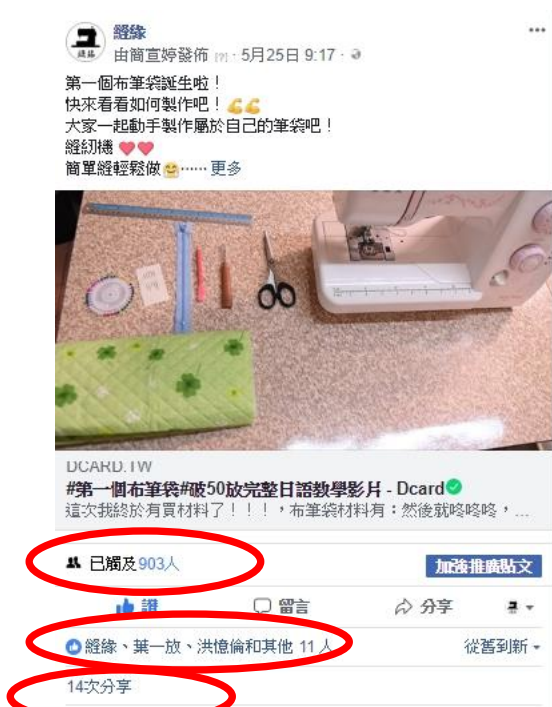 縫緣
由簡宣婷發佈 [?] · 5月25日 9:17 ·
第一個布筆袋誕生啦！
快來看看如何製作吧！💪💪
大家一起動手製作屬於自己的筆袋吧！
縫紉機 ❤❤
簡單縫輕鬆做 😊…… 更多
DCARD.TW
#第一個布筆袋#破50放完整日語教學影片 - Dcard✅
這次我終於有買材料了！！！，布筆袋材料有：然後就咚咚咚，...
已觸及903人
加強推廣貼文
讚 留言 分享
縫緣、葉一放、洪憶倫和其他 11 人 從舊到新
14次分享